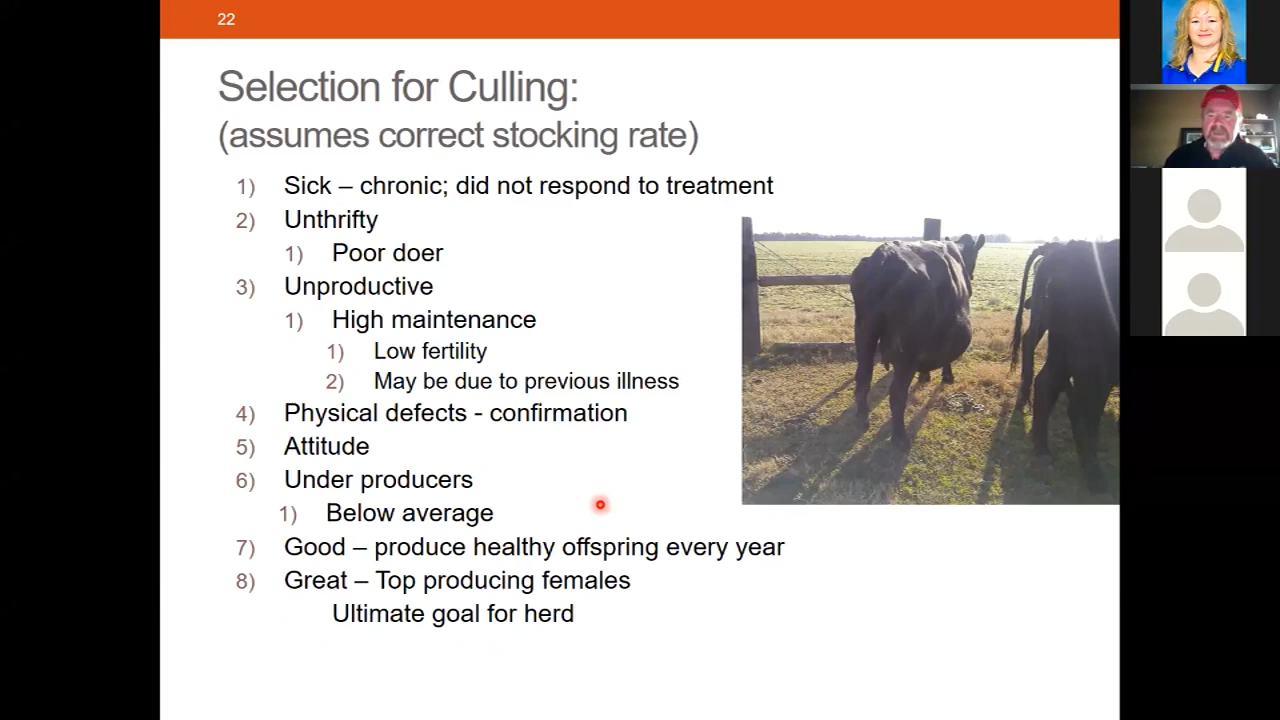 22
Selection for Culling:
(assumes correct stocking rate)
1) Sick – chronic; did not respond to treatment
2) Unthrifty
1) Poor doer
3) Unproductive
1) High maintenance
1) Low fertility
2) May be due to previous illness
4) Physical defects - confirmation
5) Attitude
6) Under producers
1) Below average
7) Good – produce healthy offspring every year
8) Great – Top producing females
Ultimate goal for herd